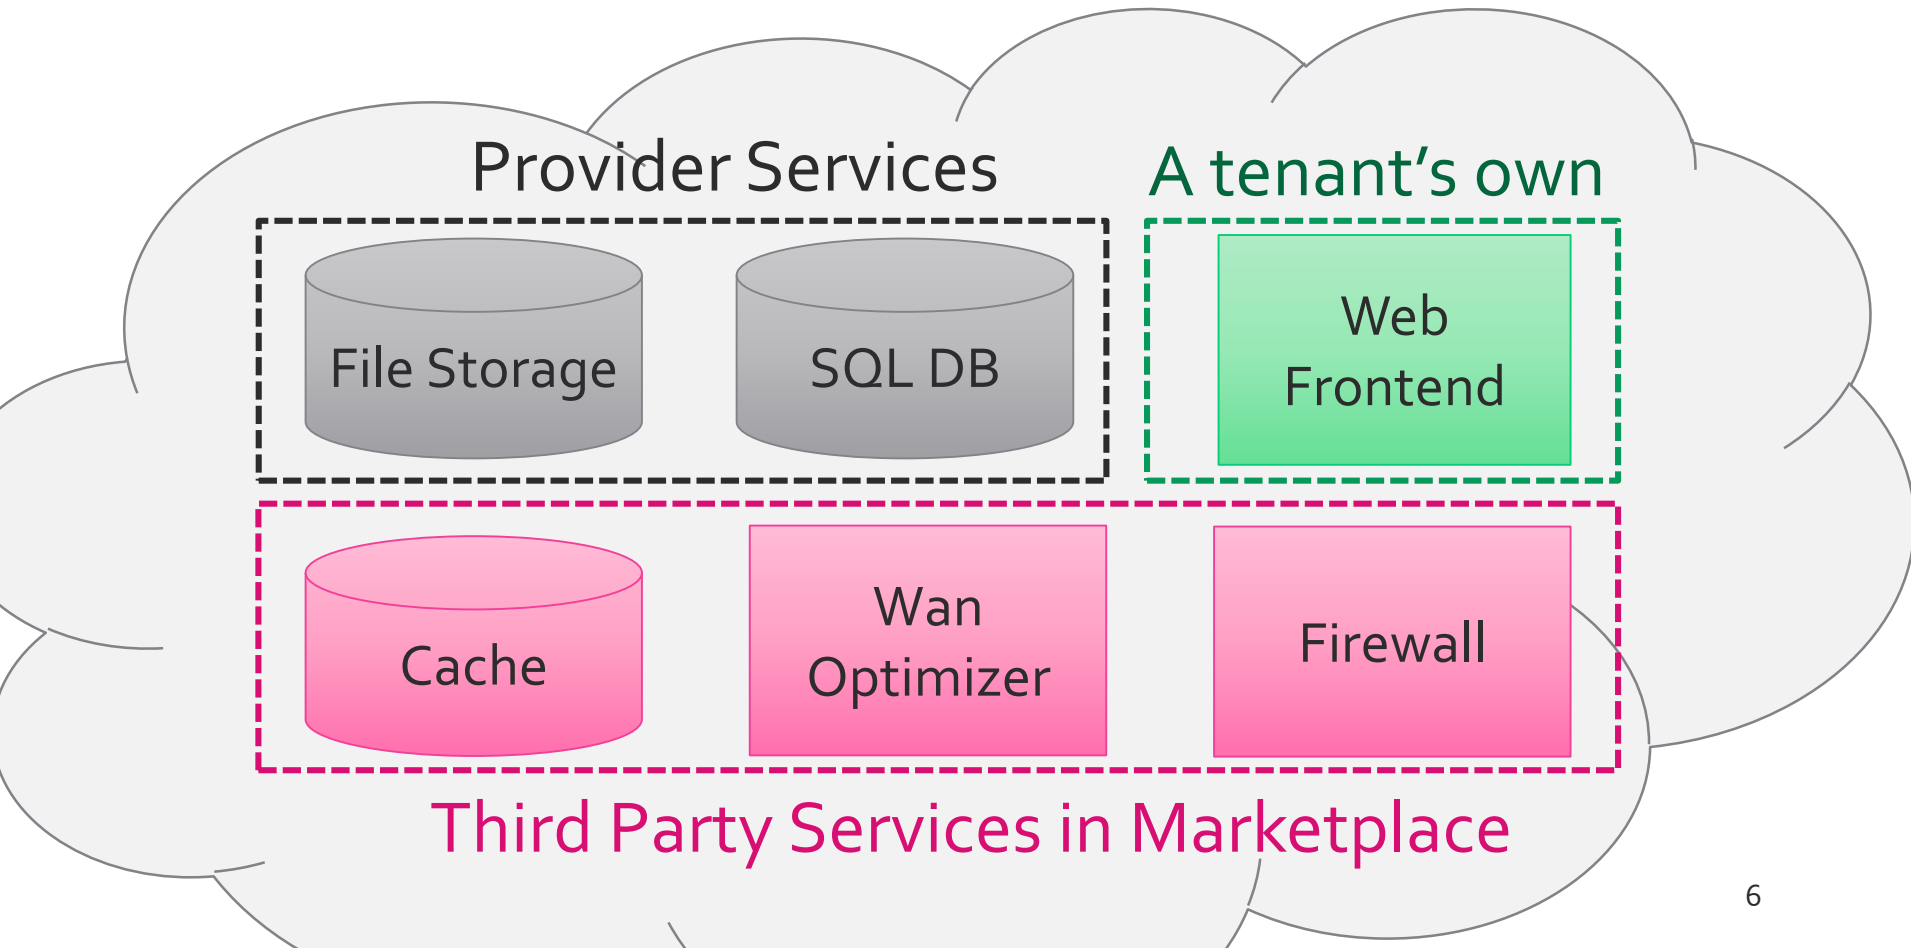 Provider Services
A tenant’s own
File Storage
SQL DB
Web
Frontend
Cache
Wan
Optimizer
Firewall
Third Party Services in Marketplace
6